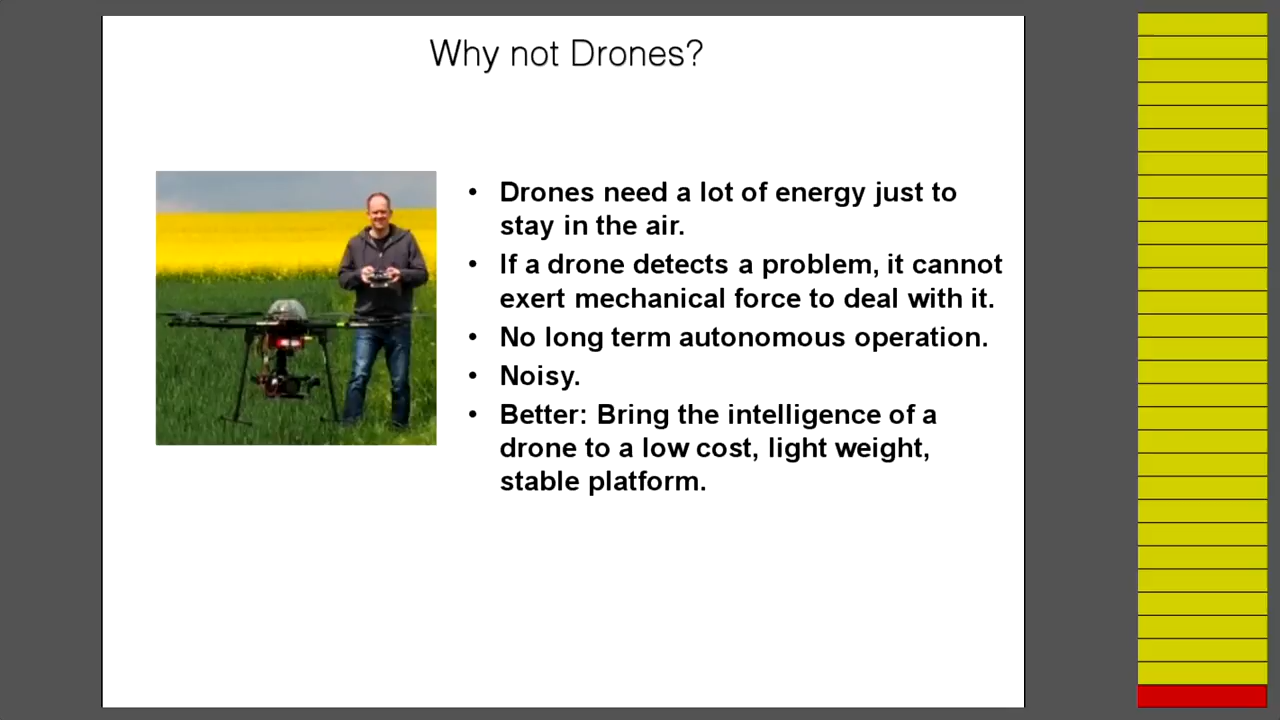 Why not Drones?
• Drones need a lot of energy just to
stay in the air.
• If a drone detects a problem, it cannot
exert mechanical force to deal with it.
• No long term autonomous operation.
• Noisy.
• Better: Bring the intelligence of a
drone to a low cost, light weight,
stable platform.